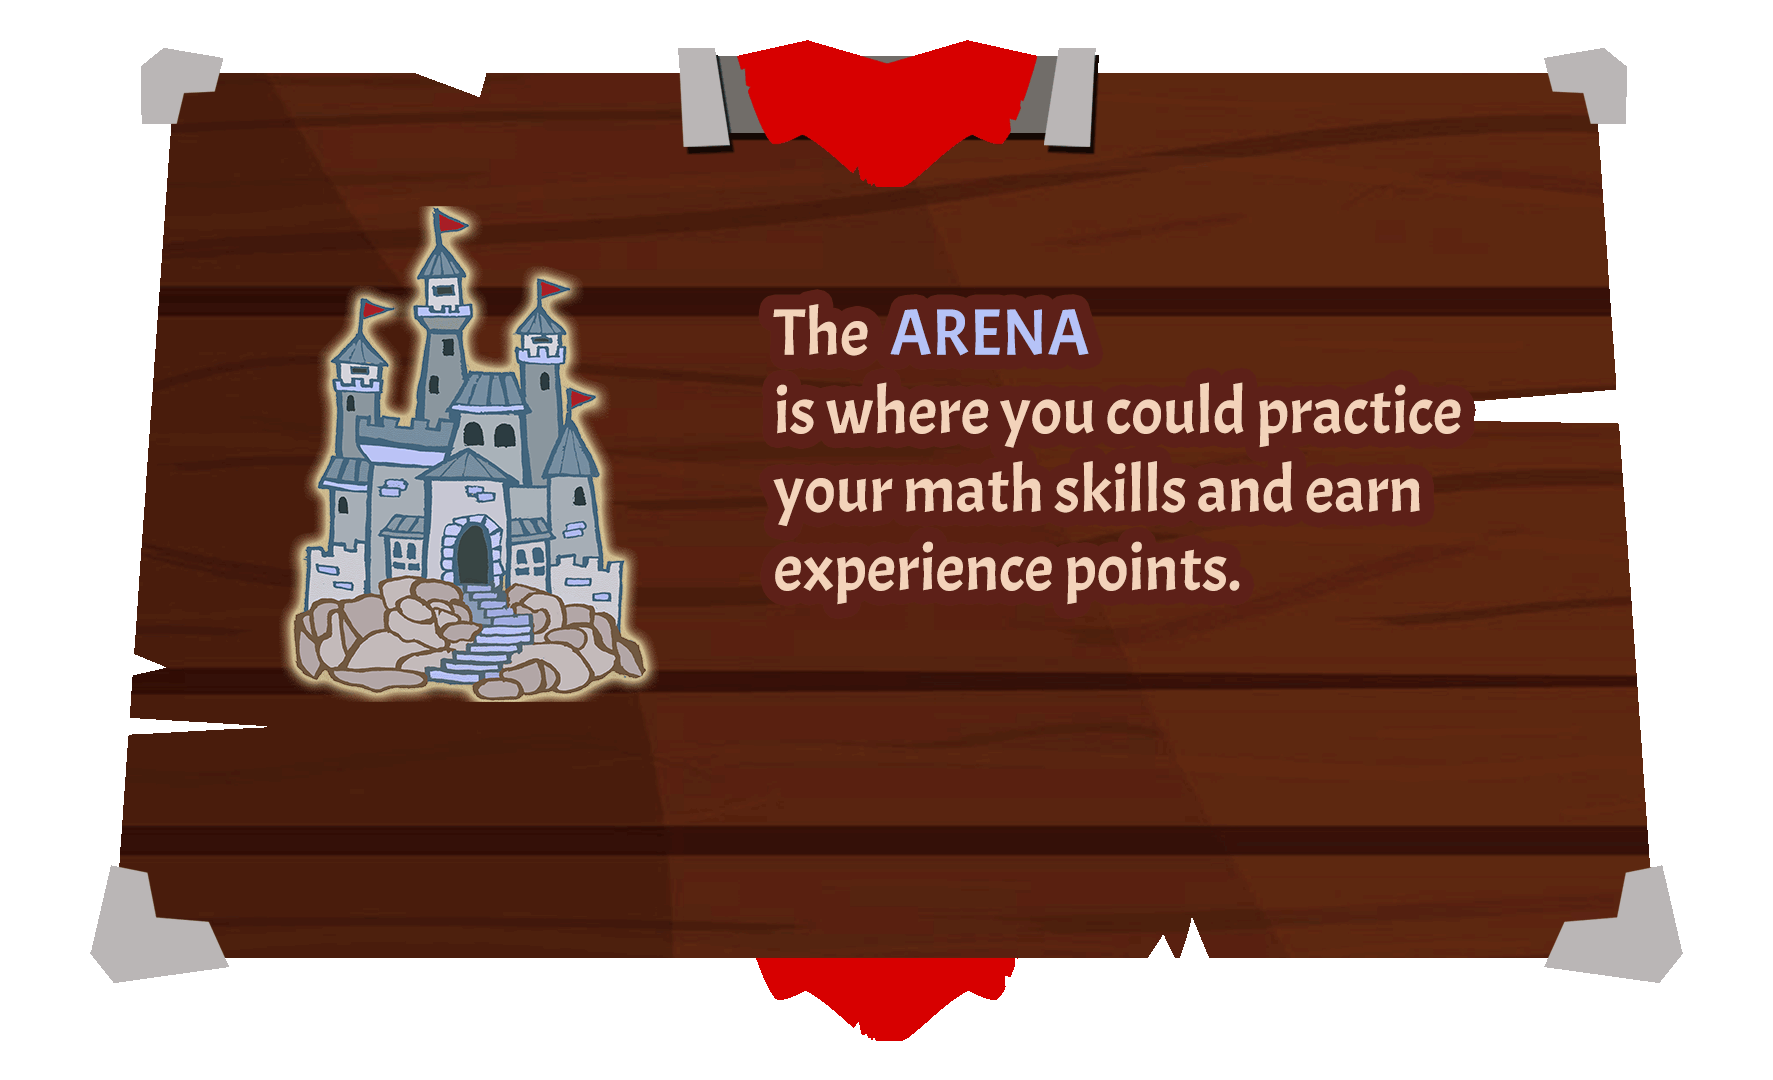 The ARENA
is where you could practice
your math skills and earn
experience points.